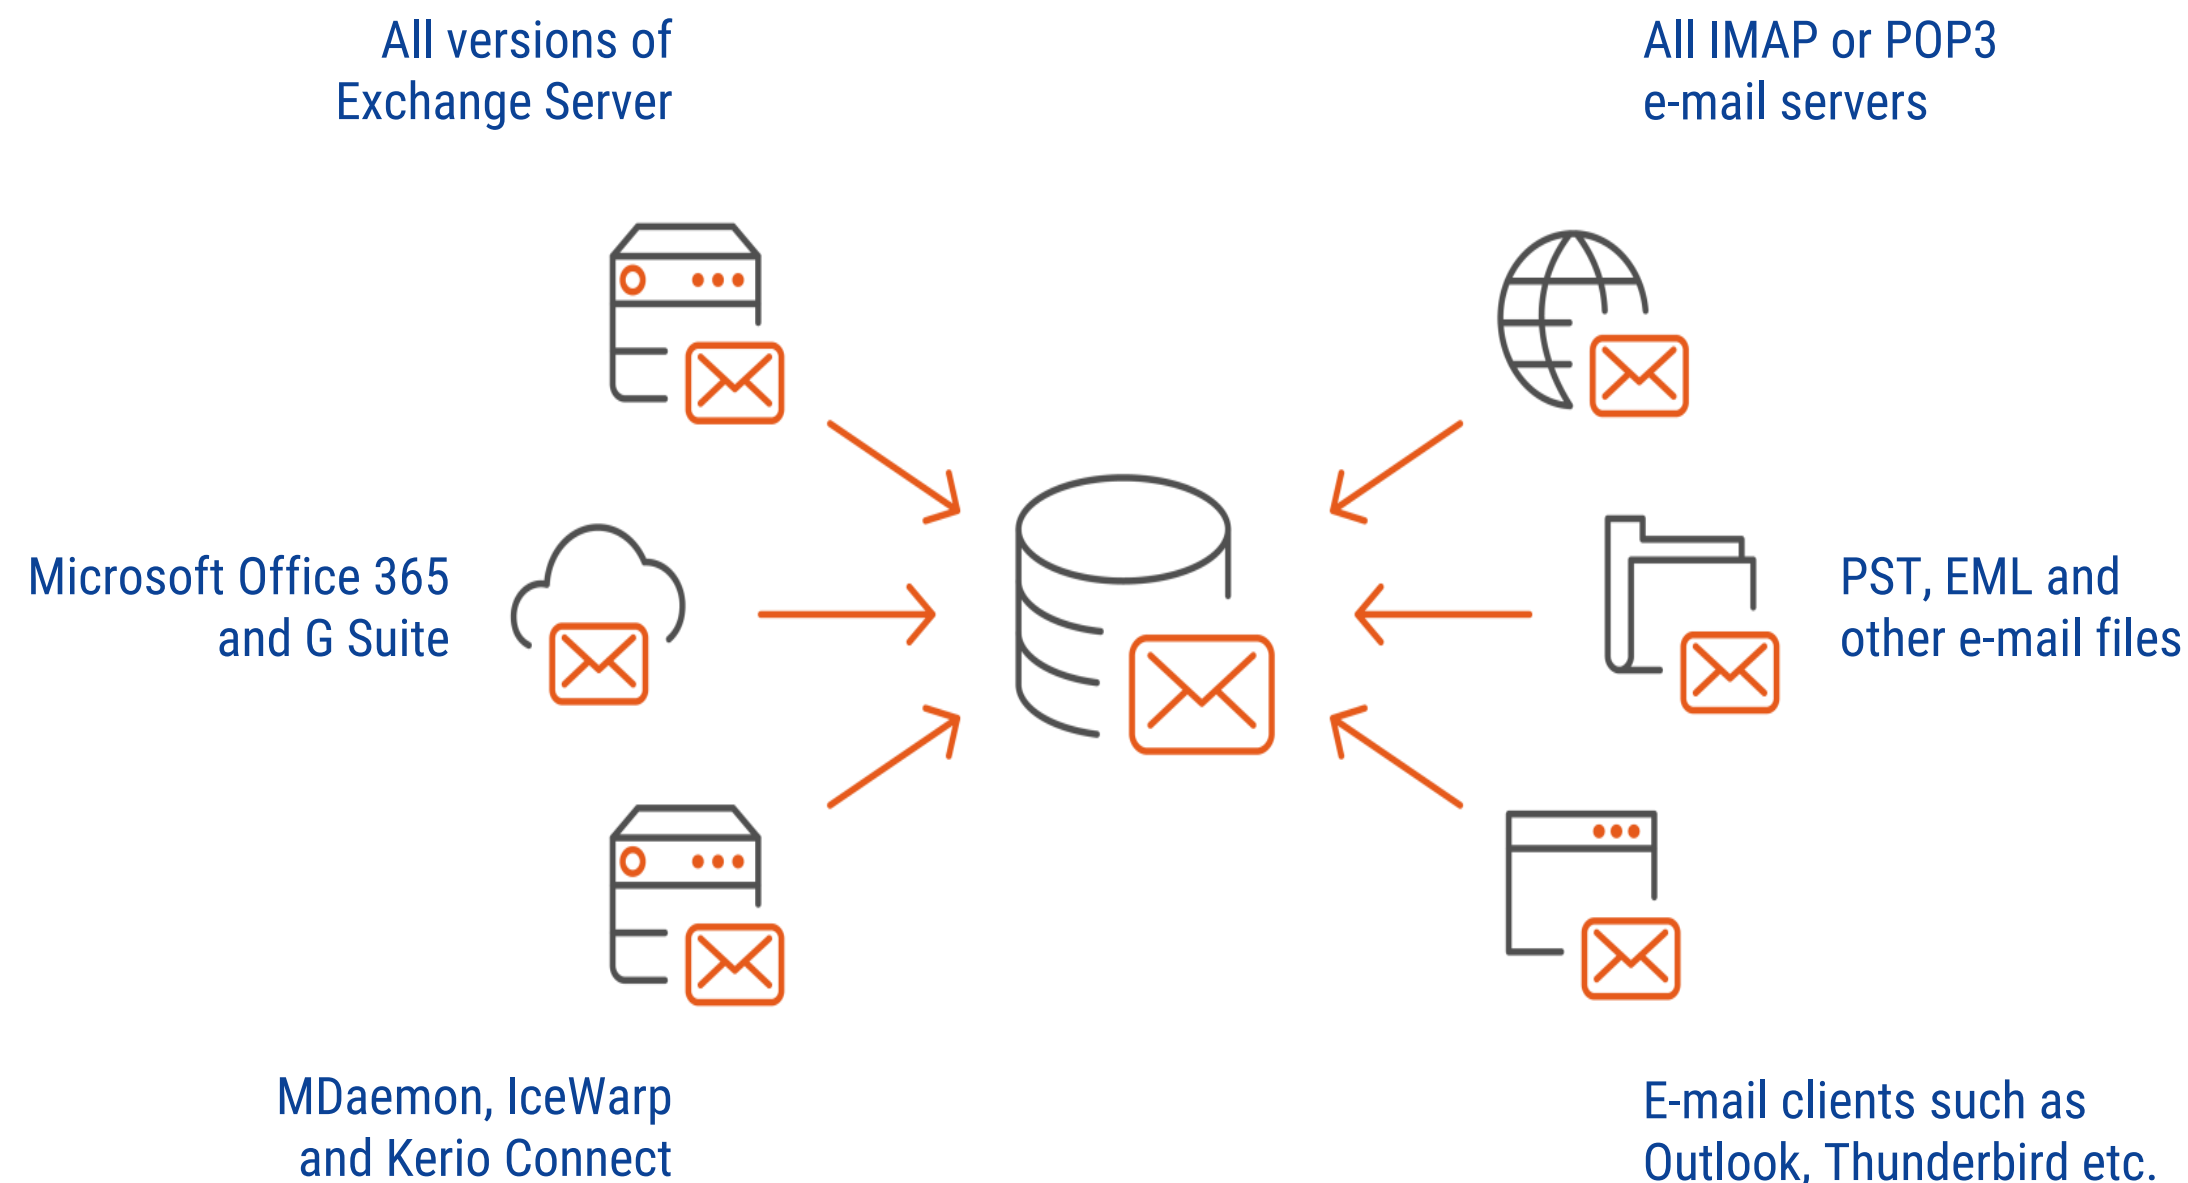 All versions of
Exchange Server
All IMAP or POP3
e-mail servers
Microsoft Office 365
and G Suite
PST, EML and
other e-mail files
MDaemon, IceWarp
and Kerio Connect
E-mail clients such as
Outlook, Thunderbird etc.